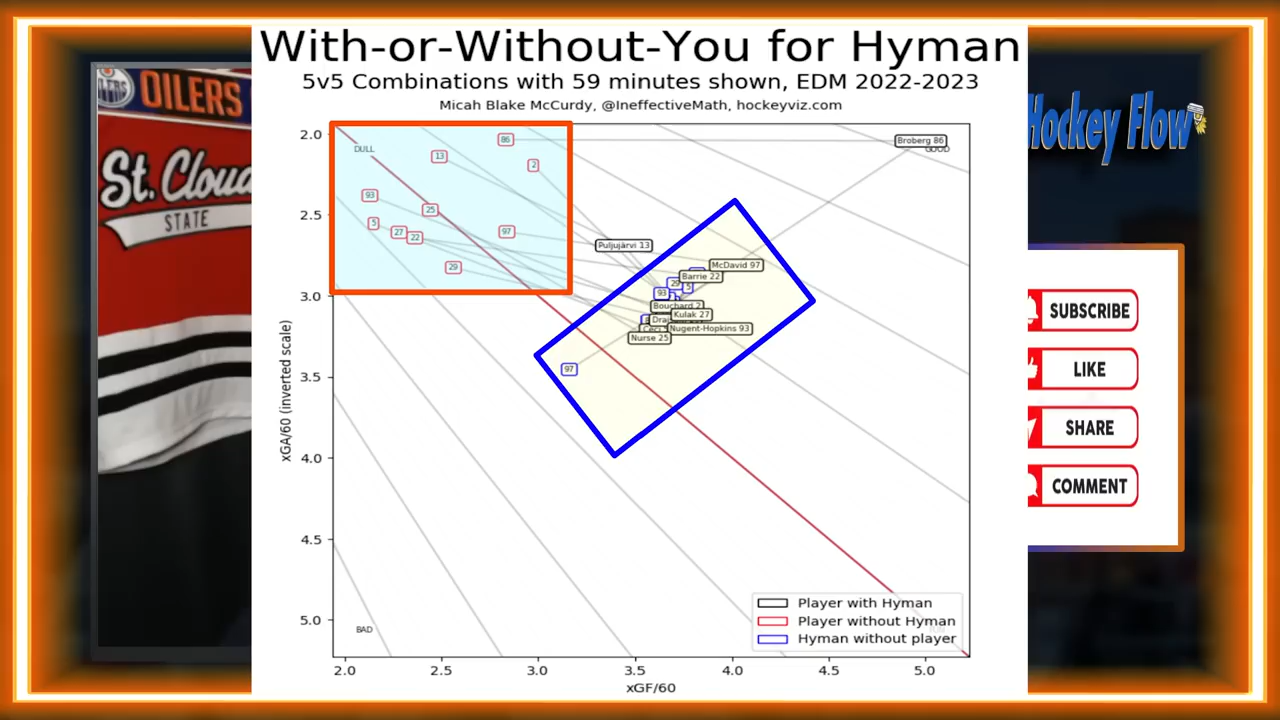 With-or-Without-You for Hyman
5v5 Combinations with 59 minutes shown, EDM 2022-2023
Micah Blake McCurdy, @IneffectiveMath, hockeyviz.com
OILERS
St. Cloud
STATE
Hockey Flow
SUBSCRIBE
LIKE
SHARE
COMMENT
DULL
86
13
2
93
25
5
27
22
97
29
Broberg 86
GOOD
Puljujärvi 13
McDavid 97
Barrie 22
29
5
93
Bouchard 2
Kulak 27
Nugent-Hopkins 93
Nurse 25
97
BAD
2.0
2.5
3.0
3.5
4.0
4.5
5.0
xGA/60 (inverted scale)
2.0 2.5 3.0 3.5 4.0 4.5 5.0
xGF/60
Player with Hyman
Player without Hyman
Hyman without player